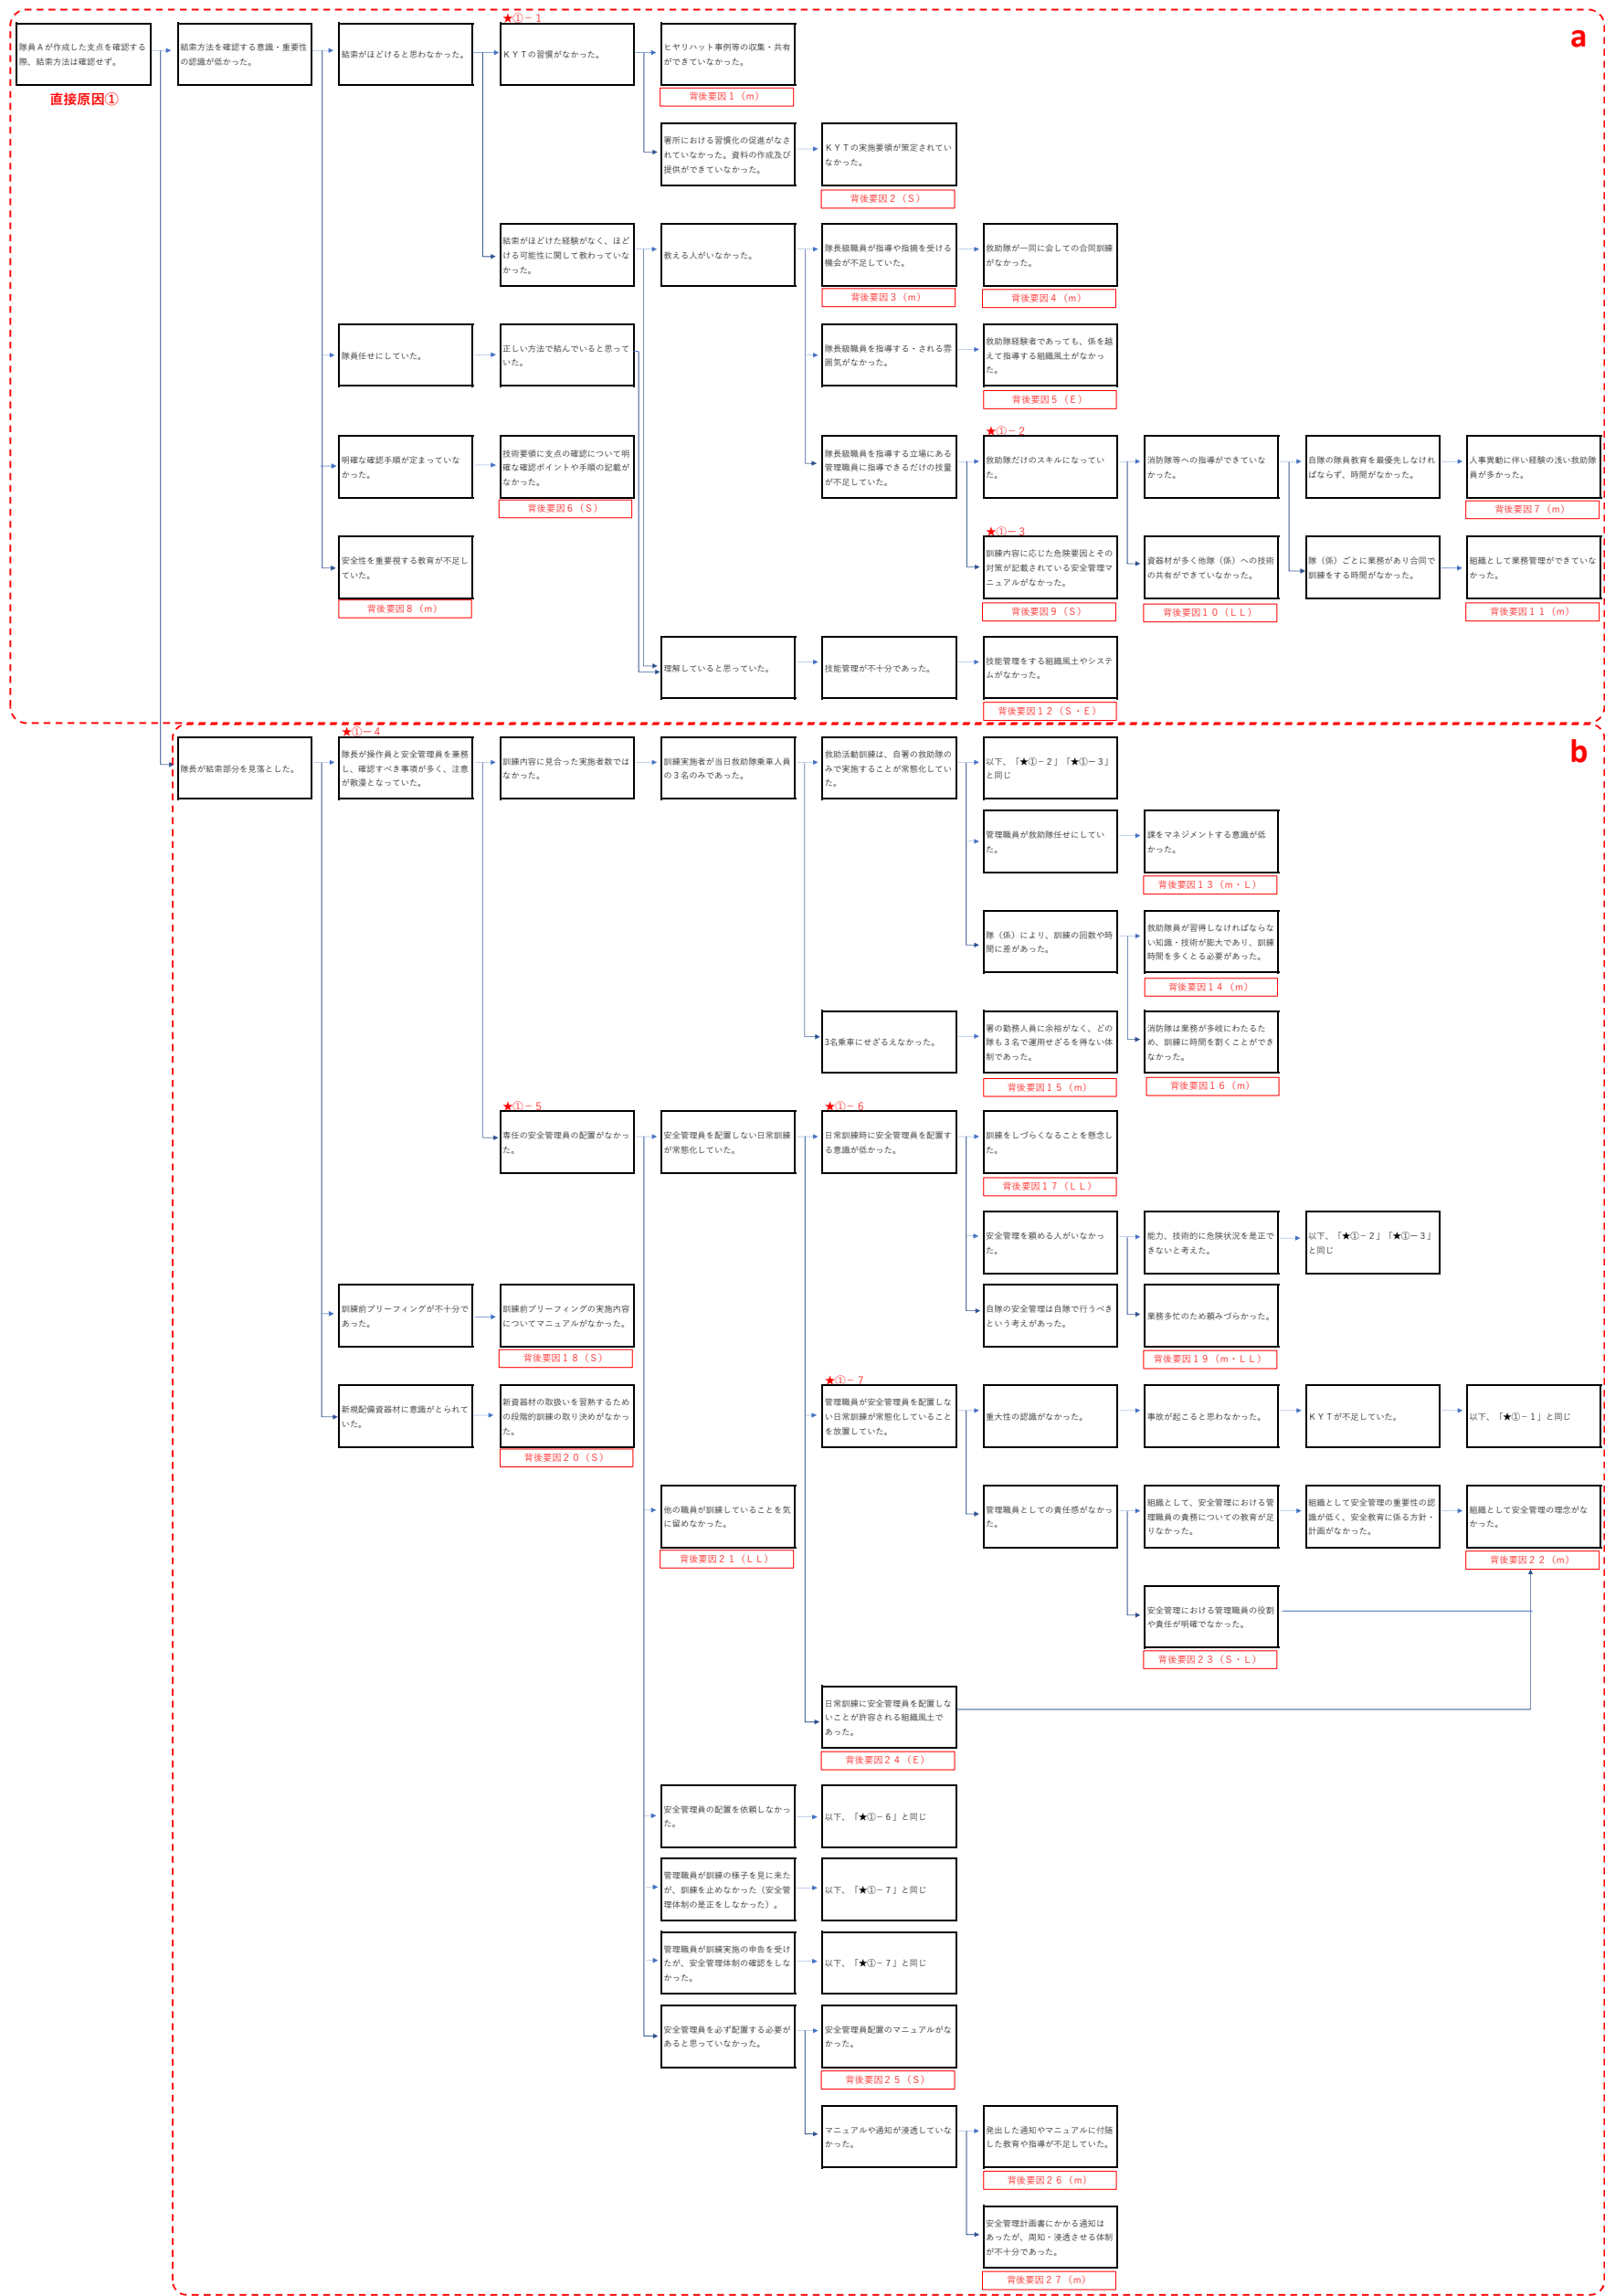 a
隊員Ａが作成した支点を確認する
際、結索方法は確認せず。
直接原因①
結索方法を確認する意識・重要性
の認識が低かった。
結索がほどけると思わなかった。
★①－１
ＫＹＴの習慣がなかった。
ヒヤリハット事例等の収集・共有
ができていなかった。
背後要因１（m）
署所における習慣化の促進がなさ
れていなかった。資料の作成及び
提供ができていなかった。
ＫＹＴの実施要領が策定されてい
なかった。
背後要因２（Ｓ）
結索がほどけた経験がなく、ほど
ける可能性に関して教わっていな
かった。
教える人がいなかった。
隊長級職員が指導や指摘を受ける
機会が不足していた。
背後要因３（m）
救助隊が一同に会しての合同訓練
がなかった。
背後要因４（m）
隊員任せにしていた。
正しい方法で結んでいると思って
いた。
隊長級職員を指導する・される雰
囲気がなかった。
救助隊経験者であっても、係を越
えて指導する組織風土がなかっ
た。
背後要因５（Ｅ）
明確な確認手順が定まっていな
かった。
技術要領に支点の確認について明
確な確認ポイントや手順の記載が
なかった。
背後要因６（Ｓ）
隊長級職員を指導する立場にある
管理職員に指導できるだけの技量
が不足していた。
★①－２
救助隊だけのスキルになってい
た。
消防隊等への指導ができていな
かった。
自隊の隊員教育を最優先しなけれ
ばならず、時間がなかった。
人事異動に伴い経験の浅い救助隊
員が多かった。
背後要因７（m）
安全性を重要視する教育が不足し
ていた。
背後要因８（m）
★①－３
訓練内容に応じた危険要因とその
対策が記載されている安全管理マ
ニュアルがなかった。
背後要因９（Ｓ）
資器材が多く他隊（係）への技術
の共有ができていなかった。
背後要因１０（ＬＬ）
隊（係）ごとに業務があり合同で
訓練をする時間がなかった。
組織として業務管理ができていな
かった。
背後要因１１（m）
理解していると思っていた。
技能管理が不十分であった。
技能管理をする組織風土やシステ
ムがなかった。
背後要因１２（Ｓ・Ｅ）
b
隊長が結索部分を見落とした。
★①－４
隊長が操作員と安全管理員を兼務
し、確認すべき事項が多く、注意
が散漫となっていた。
訓練内容に見合った実施者数では
なかった。
訓練実施者が当日救助隊乗車人員
の３名のみであった。
救助活動訓練は、自署の救助隊の
みで実施することが常態化してい
た。
以下、「★①－２」「★①－３」
と同じ
管理職員が救助隊任せにしてい
た。
課をマネジメントする意識が低
かった。
背後要因１３（m・Ｌ）
隊（係）により、訓練の回数や時
間に差があった。
救助隊員が習得しなければならな
い知識・技術が膨大であり、訓練
時間を多くとる必要があった。
背後要因１４（m）
3名乗車にせざるえなかった。
署の勤務人員に余裕がなく、どの
隊も３名で運用せざるを得ない体
制であった。
背後要因１５（m）
消防隊は業務が多岐にわたるた
め、訓練に時間を割くことができ
なかった。
背後要因１６（m）
★①－５
専任の安全管理員の配置がなかっ
た。
安全管理員を配置しない日常訓練
が常態化していた。
★①－６
日常訓練時に安全管理員を配置す
る意識が低かった。
訓練をしづらくなることを懸念し
た。
背後要因１７（ＬＬ）
安全管理を頼める人がいなかっ
た。
能力、技術的に危険状況を是正で
きないと考えた。
以下、「★①－２」「★①－３」
と同じ
訓練前ブリーフィングが不十分で
あった。
訓練前ブリーフィングの実施内容
についてマニュアルがなかった。
背後要因１８（Ｓ）
自隊の安全管理は自隊で行うべき
という考えがあった。
業務多忙のため頼みづらかった。
背後要因１９（m・ＬＬ）
新規配備資器材に意識がとられて
いた。
新資器材の取扱いを習熟するため
の段階的訓練の取り決めがなかっ
た。
背後要因２０（Ｓ）
★①－７
管理職員が安全管理員を配置しな
い日常訓練が常態化していること
を放置していた。
重大性の認識がなかった。
事故が起こると思わなかった。
ＫＹＴが不足していた。
以下、「★①－１」と同じ
他の職員が訓練していることを気
に留めなかった。
背後要因２１（ＬＬ）
管理職員としての責任感がなかっ
た。
組織として、安全管理における管
理職員の責務についての教育が足
りなかった。
組織として安全管理の重要性の認
識が低く、安全教育に係る方針・
計画がなかった。
組織として安全管理の理念がな
かった。
背後要因２２（m）
安全管理における管理職員の役割
や責任が明確でなかった。
背後要因２３（Ｓ・Ｌ）
日常訓練に安全管理員を配置しな
いことが許容される組織風土で
あった。
背後要因２４（Ｅ）
安全管理員の配置を依頼しなかっ
た。
以下、「★①－６」と同じ
管理職員が訓練の様子を見に来た
が、訓練を止めなかった（安全管
理体制の是正をしなかった）。
以下、「★①－７」と同じ
管理職員が訓練実施の申告を受け
たが、安全管理体制の確認をしな
かった。
以下、「★①－７」と同じ
安全管理員を必ず配置する必要が
あると思っていなかった。
安全管理員配置のマニュアルがな
かった。
背後要因２５（Ｓ）
マニュアルや通知が浸透していな
かった。
発出した通知やマニュアルに付随
した教育や指導が不足していた。
背後要因２６（m）
安全管理計画書にかかる通知は
あったが、周知・浸透させる体制
が不十分であった。
背後要因２７（m）